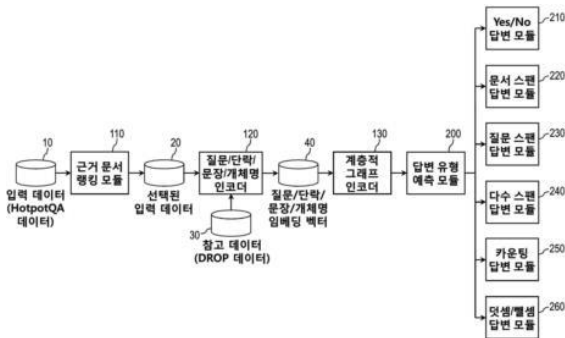 210
Yes/No
답변 모듈
220
문서 스팬
답변 모듈
10
110
20
120
40
130
200
230
근거 문서
랭킹 모듈
질문/단락/
문장/개체명
인코더
계층적
그래프
인코더
답변 유형
예측 모듈
질문 스팬
답변 모듈
입력 데이터
(HotpotQA
데이터)
선택된
입력 데이터
질문/단락/
문장/개체명
임베딩 벡터
30
참고 데이터
(DROP 데이터)
240
다수 스팬
답변 모듈
250
카운팅
답변 모듈
260
덧셈/뺄셈
답변 모듈